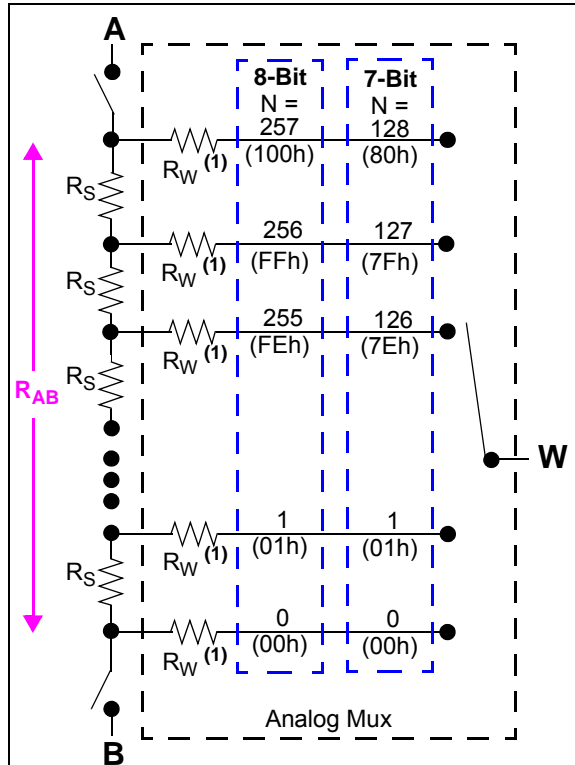 A
8-Bit
N =
7-Bit
N =
257
(100h)
128
(80h)
RW (1)
RS
256
(FFh)
127
(7Fh)
RW (1)
RS
255
(FEh)
126
(7Eh)
RW (1)
RS
RAB
W
1
(01h)
1
(01h)
RW (1)
RS
0
(00h)
0
(00h)
RW (1)
Analog Mux
B